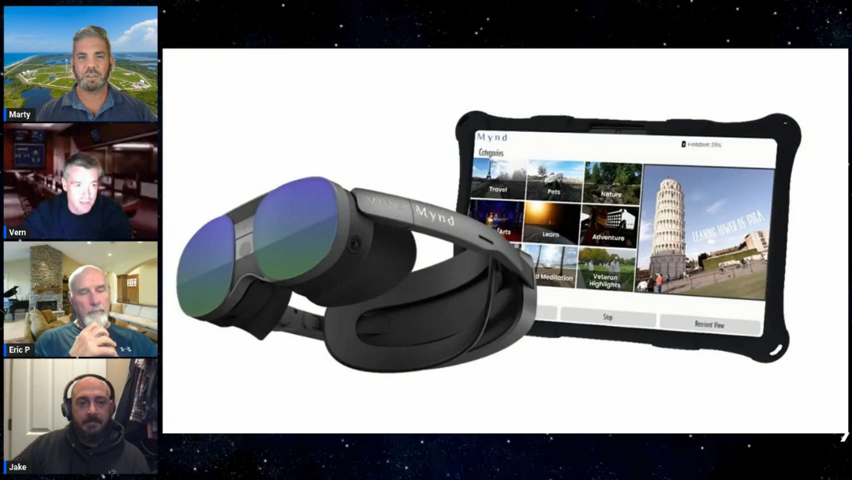 Marty
Vern
Eric P
Jake
Mynd
Mynd
Categories
Travel
Pets
Nature
Arts
Learn
Adventure
Meditation
Veteran
Highlights
LEANING TOWER OF PISA
Stop
Reorient View